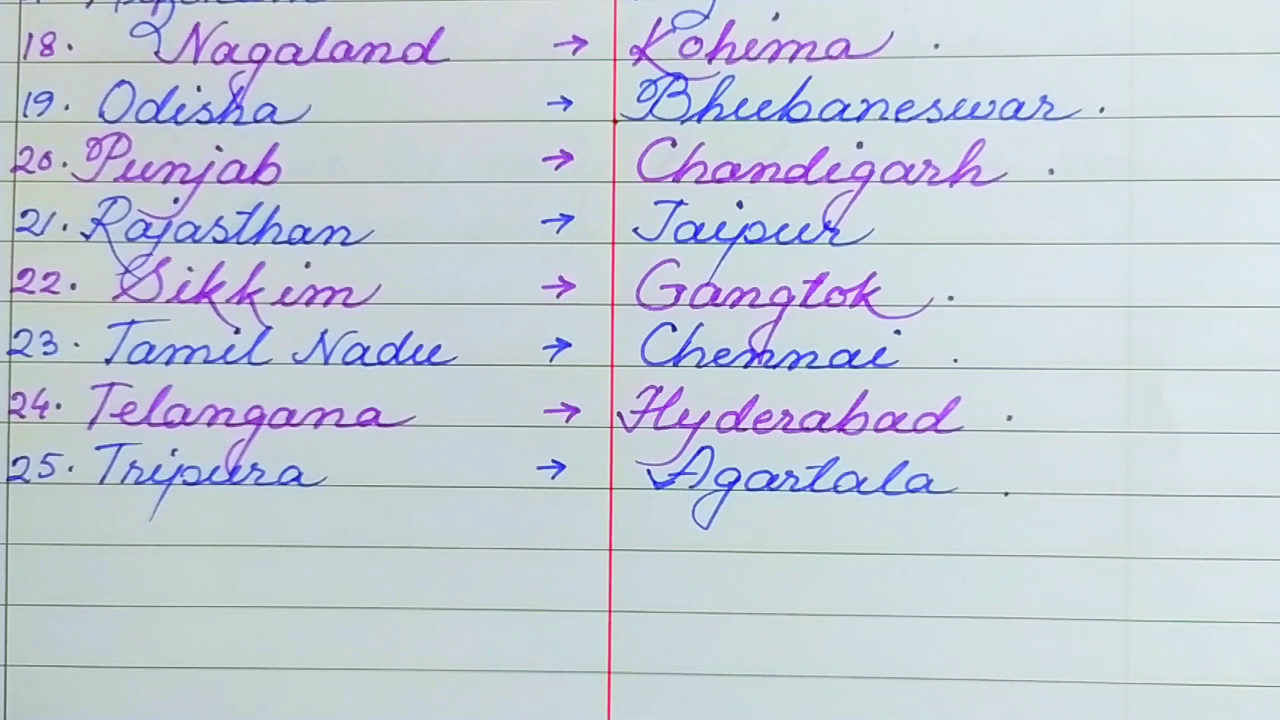 18. Nagaland → Kohima .
19. Odisha → Bhubaneswar .
20. Punjab → Chandigarh .
21. Rajasthan → Jaipur
22. Sikkim → Gangtok .
23. Tamil Nadu → Chennai .
24. Telangana → Hyderabad .
25. Tripura → Agartala .